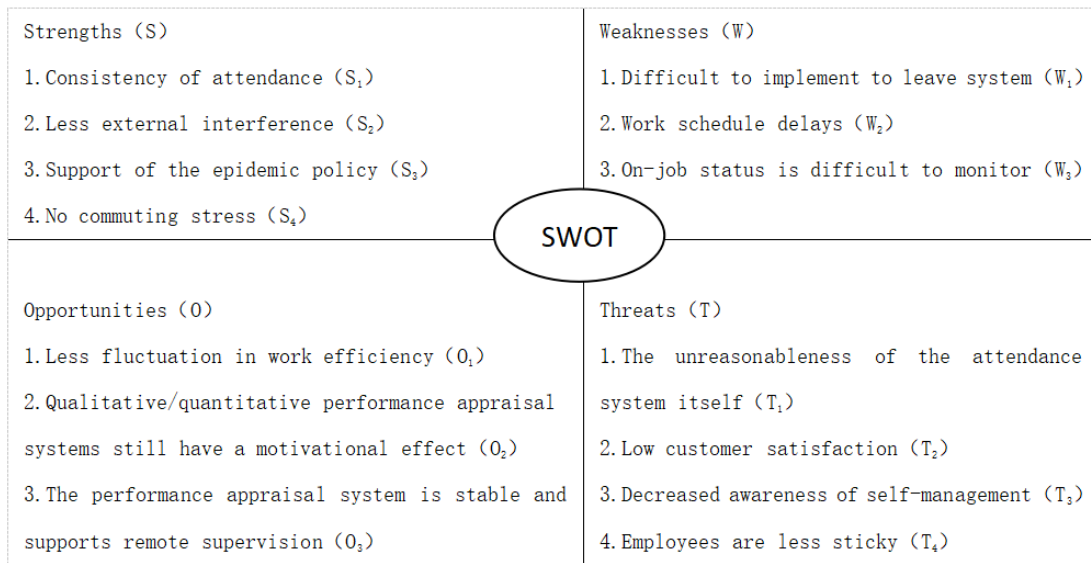 Strengths (S)
1.Consistency of attendance (S₁)
2.Less external interference (S₂)
3.Support of the epidemic policy (S₃)
4.No commuting stress (S₄)
Weaknesses (W)
1.Difficult to implement to leave system (W₁)
2.Work schedule delays (W₂)
3.On-job status is difficult to monitor (W₃)
SWOT
Opportunities (O)
1.Less fluctuation in work efficiency (O₁)
2.Qualitative/quantitative performance appraisal
systems still have a motivational effect (O₂)
3.The performance appraisal system is stable and
supports remote supervision (O₃)
Threats (T)
1.The unreasonableness of the attendance
system itself (T₁)
2.Low customer satisfaction (T₂)
3.Decreased awareness of self-management (T₃)
4.Employees are less sticky (T₄)